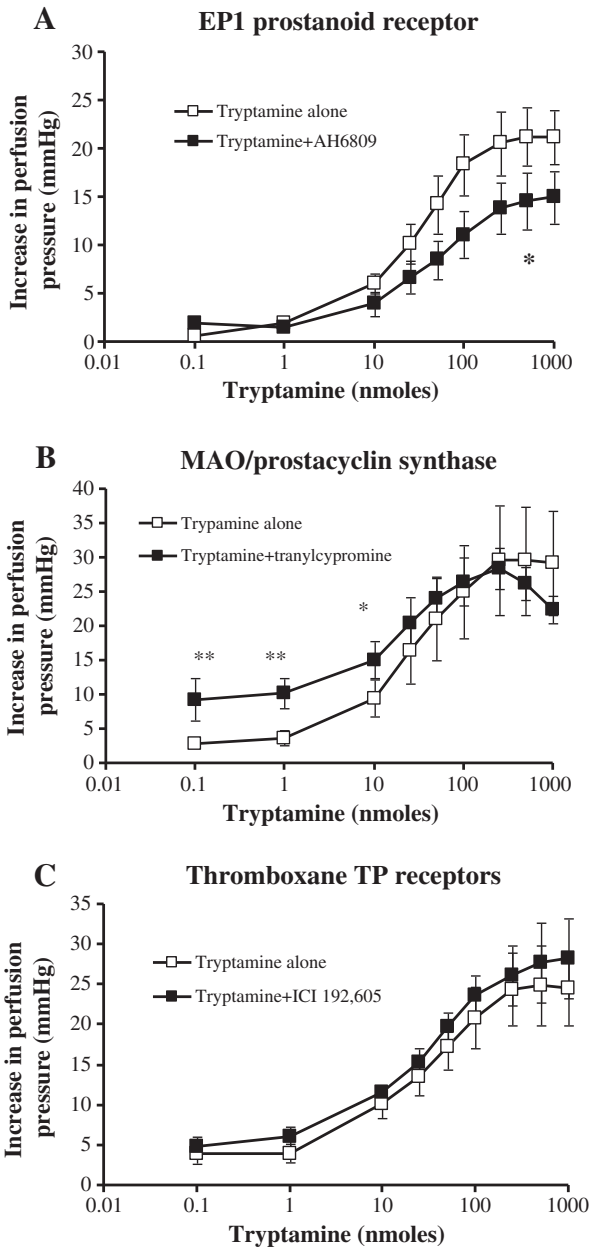 A
EP1 prostanoid receptor
30
25
20
15
10
5
0
Increase in perfusion
pressure (mmHg)
Tryptamine alone
Tryptamine+AH6809
*
0.01 0.1 1 10 100 1000
Tryptamine (nmoles)
B
MAO/prostacyclin synthase
40
35
30
25
20
15
10
5
0
Increase in perfusion
pressure (mmHg)
Trypamine alone
Tryptamine+tranylcypromine
** ** *
0.01 0.1 1 10 100 1000
Tryptamine (nmoles)
C
Thromboxane TP receptors
35
30
25
20
15
10
5
0
Increase in perfusion
pressure (mmHg)
Tryptamine alone
Tryptamine+ICI 192,605
0.01 0.1 1 10 100 1000
Tryptamine (nmoles)